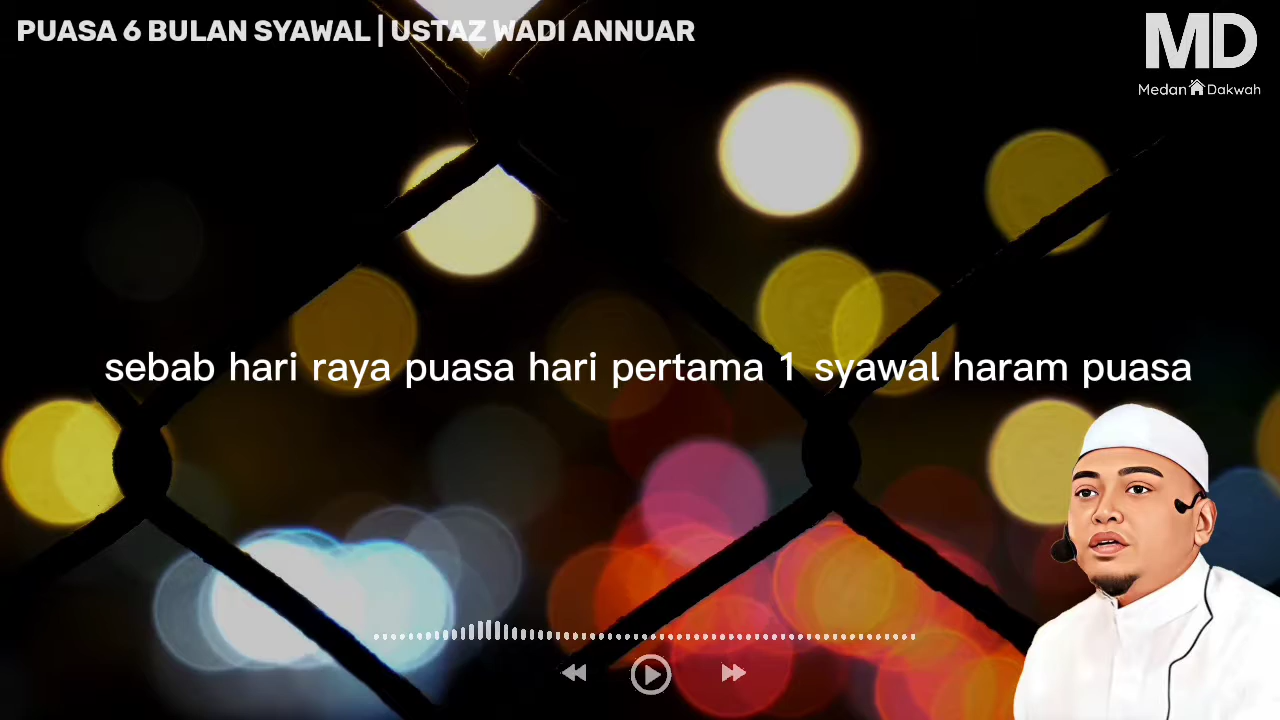 PUASA 6 BULAN SYAWAL | USTAZ WADI ANNUAR
MD
Medan Dakwah
sebab hari raya puasa hari pertama 1 syawal haram puasa